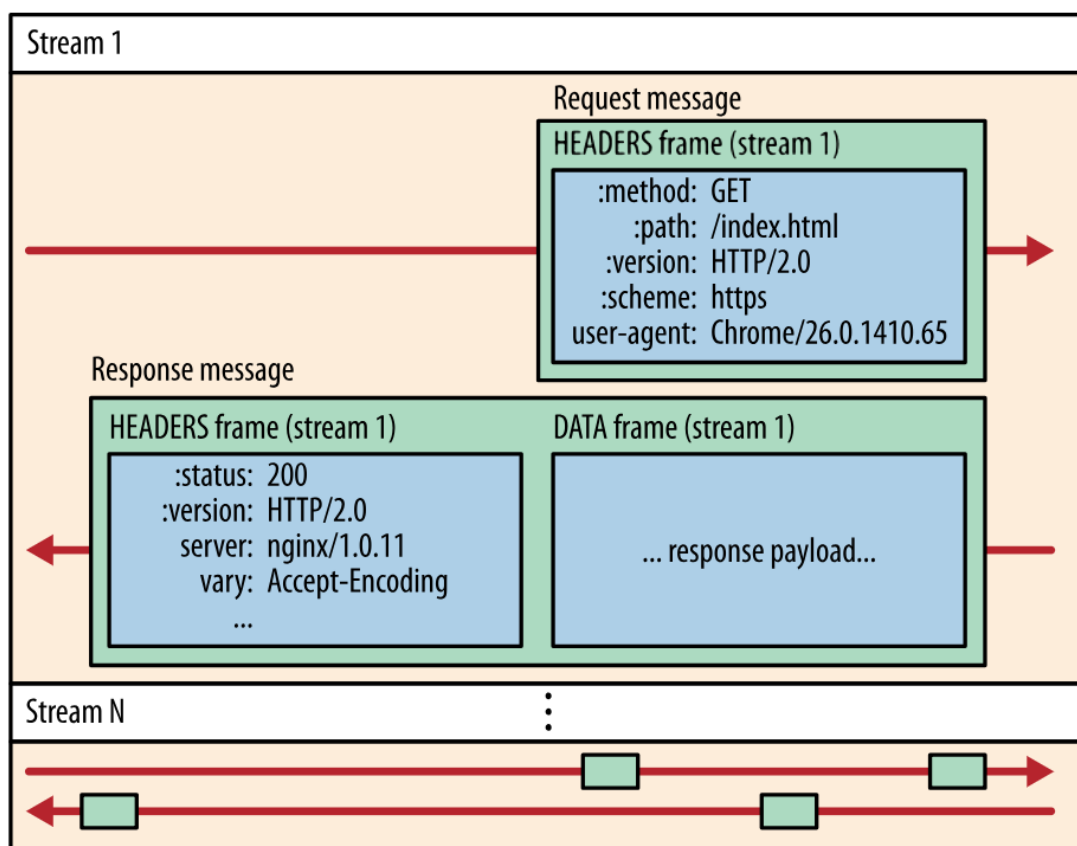 Stream 1
Request message
HEADERS frame (stream 1)
:method: GET
:path: /index.html
:version: HTTP/2.0
:scheme: https
user-agent: Chrome/26.0.1410.65
Response message
HEADERS frame (stream 1)
:status: 200
:version: HTTP/2.0
server: nginx/1.0.11
vary: Accept-Encoding
...
DATA frame (stream 1)
... response payload...
Stream N